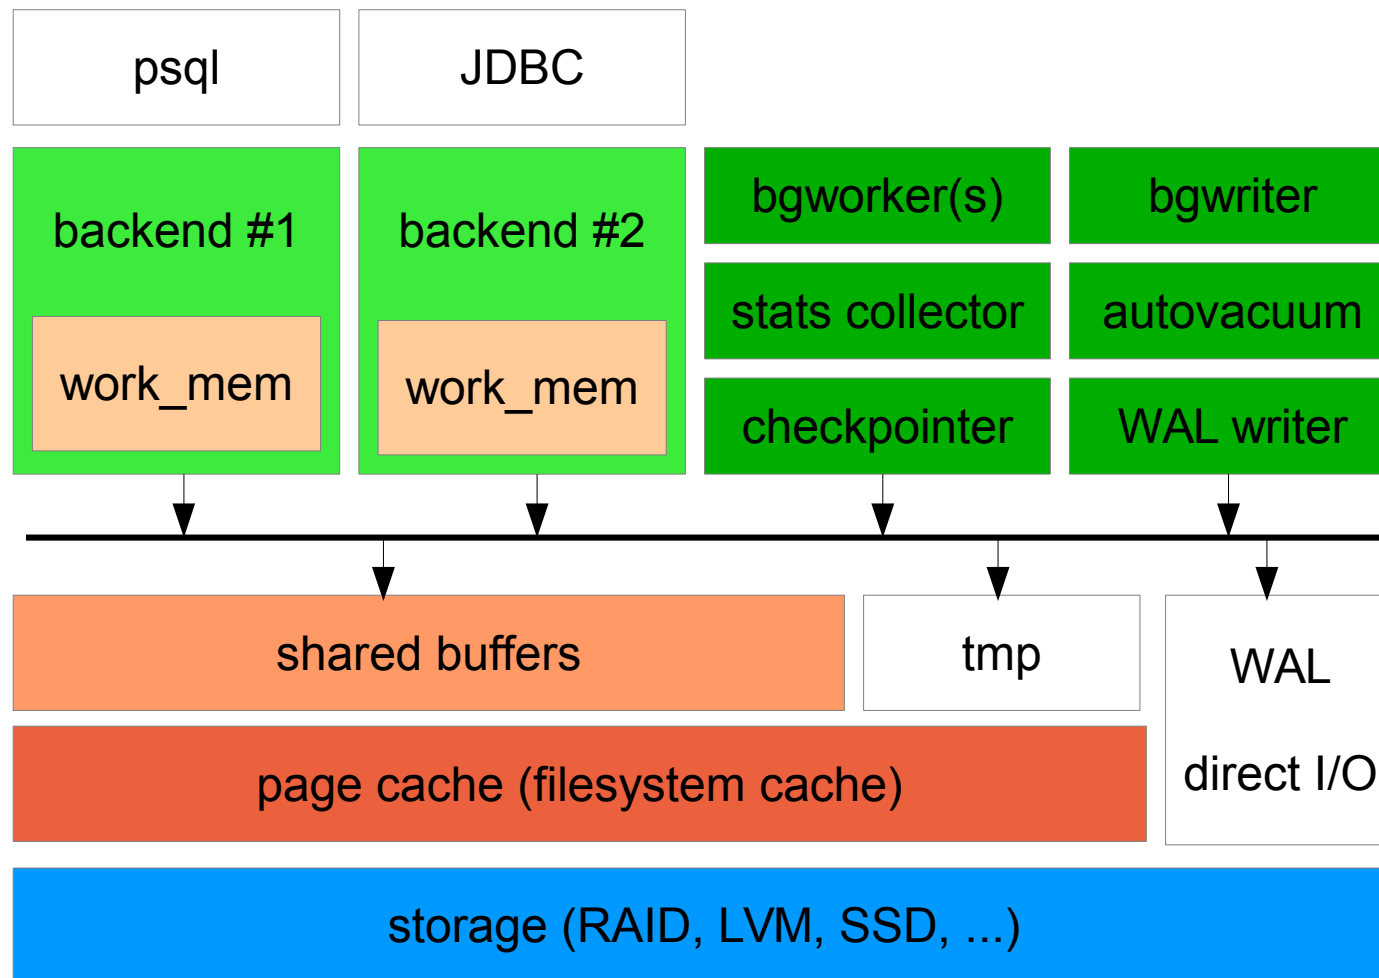 psql
JDBC
backend #1
backend #2
bgworker(s)
bgwriter
stats collector
autovacuum
work_mem
work_mem
checkpointer
WAL writer
shared buffers
tmp
WAL
direct I/O
page cache (filesystem cache)
storage (RAID, LVM, SSD, ...)